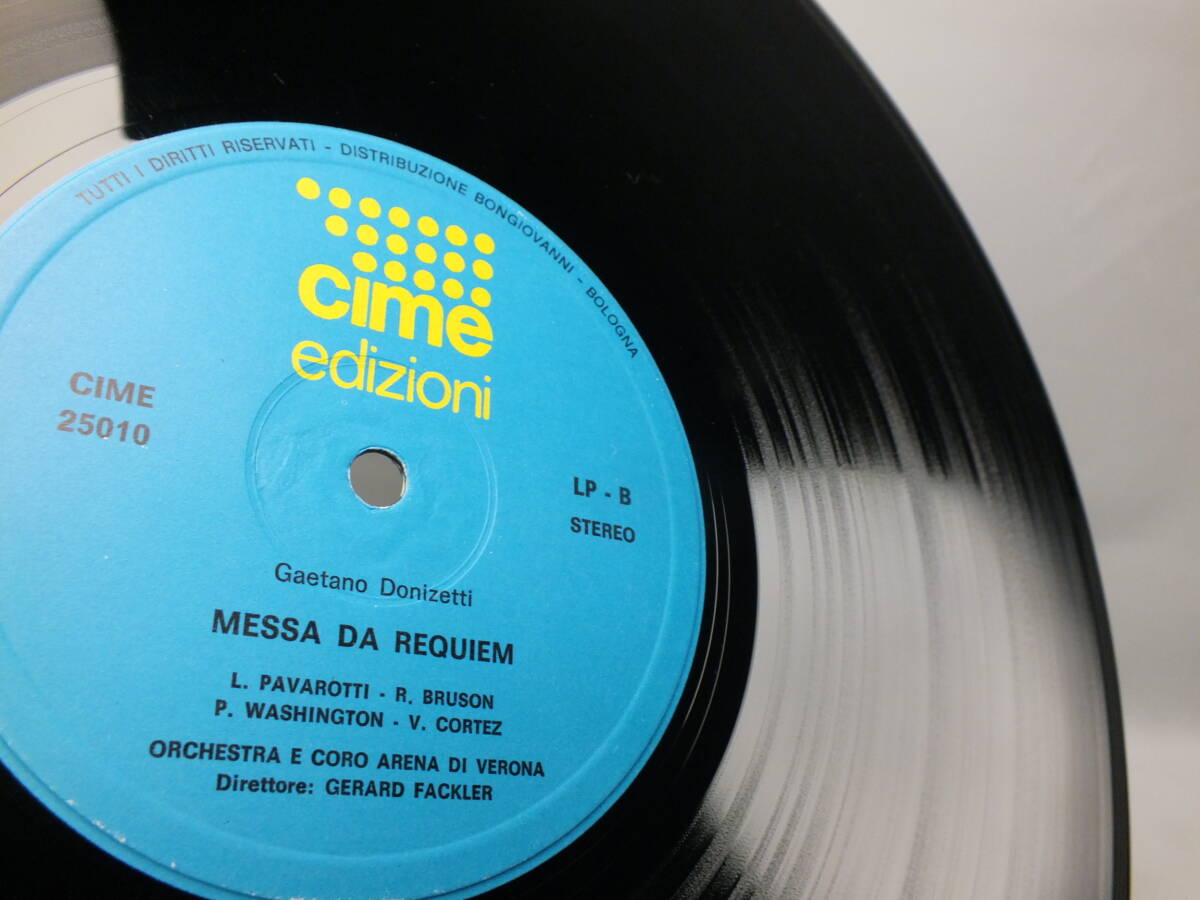 TUTTI I DIRITTI RISERVATI - DISTRIBUZIONE BONGIOVANNI - BOLOGNA
cime
edizioni
CIME
25010
LP - B
STEREO
Gaetano Donizetti
MESSA DA REQUIEM
L. PAVAROTTI - R. BRUSON
P. WASHINGTON - V. CORTEZ
ORCHESTRA E CORO ARENA DI VERONA
Direttore: GERARD FACKLER